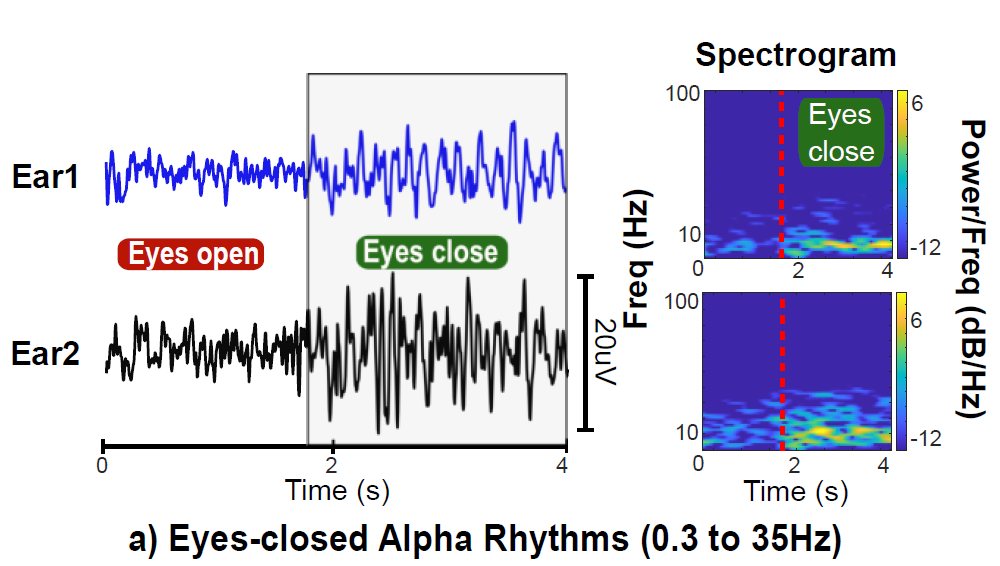 Spectrogram
Ear1
Eyes open
Eyes close
Ear2
20uV
0
2
4
Time (s)
Freq (Hz)
100
10
0
2
4
Eyes
close
6
-12
100
10
0
2
4
6
-12
Time (s)
Power/Freq (dB/Hz)
a) Eyes-closed Alpha Rhythms (0.3 to 35Hz)